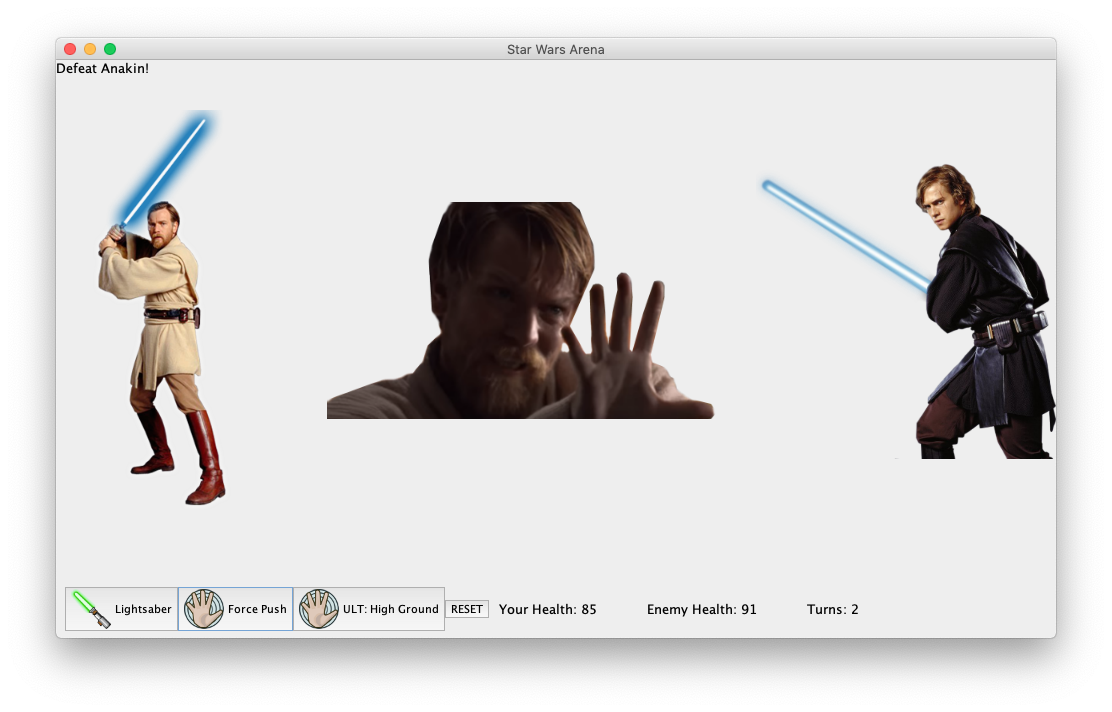 Star Wars Arena
Defeat Anakin!
Lightsaber Force Push ULT: High Ground RESET Your Health: 85 Enemy Health: 91 Turns: 2